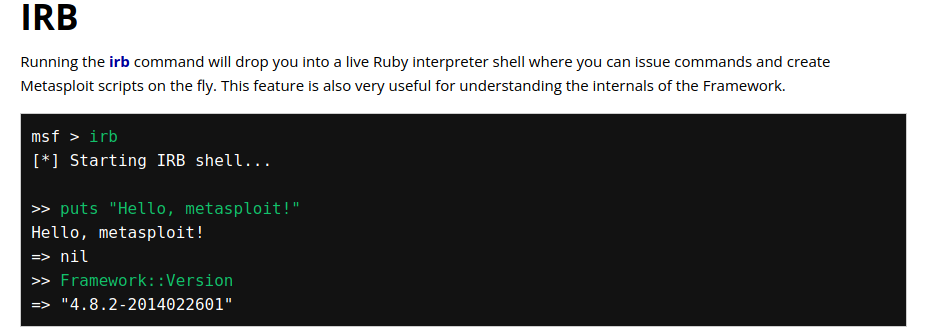 IRB
Running the irb command will drop you into a live Ruby interpreter shell where you can issue commands and create
Metasploit scripts on the fly. This feature is also very useful for understanding the internals of the Framework.
msf > irb
[*] Starting IRB shell...
>> puts "Hello, metasploit!"
Hello, metasploit!
=> nil
>> Framework::Version
=> "4.8.2-2014022601"